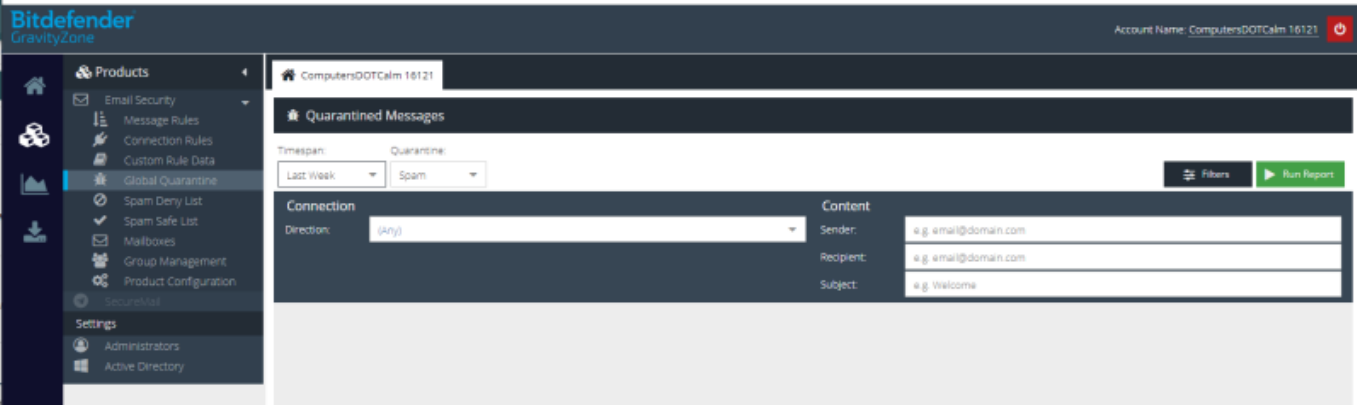 Bitdefender
GravityZone
Account Name: ComputersDOTCalm 16121
Products
ComputersDOTCalm 16121
Email Security
Message Rules
Connection Rules
Custom Rule Data
Global Quarantine
Spam Deny List
Spam Safe List
Mailboxes
Group Management
Product Configuration
SecureMail
Settings
Administrators
Active Directory
Quarantined Messages
Timespan: Quarantine:
Last Week Spam
Filters Run Report
Connection
Direction: (Any)
Content
Sender: e.g. email@domain.com
Recipient: e.g. email@domain.com
Subject: e.g. Welcome